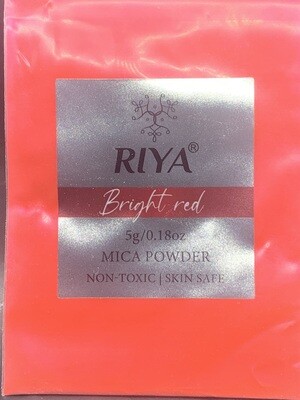 RIYA®
Bright red
5g/0.18oz
MICA POWDER
NON-TOXIC | SKIN SAFE